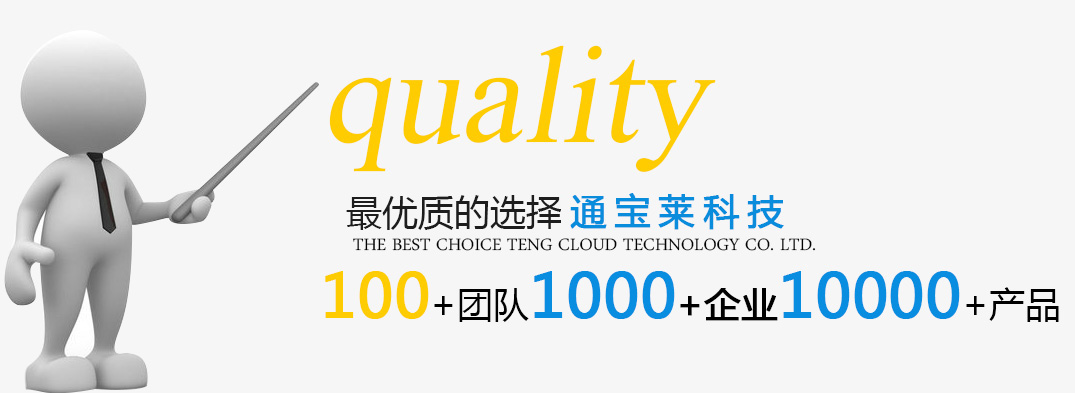 quality
最优质的选择 通宝莱科技
THE BEST CHOICE TENG CLOUD TECHNOLOGY CO. LTD.
100+团队1000+企业10000+产品